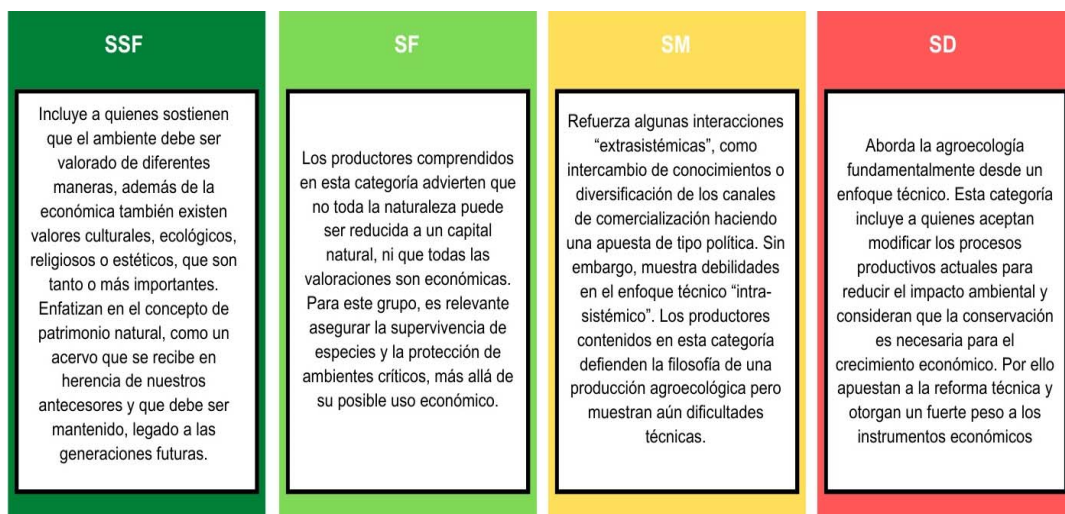 SSF
Incluye a quienes sostienen
que el ambiente debe ser
valorado de diferentes
maneras, además de la
económica también existen
valores culturales, ecológicos,
religiosos o estéticos, que son
tanto o más importantes.
Enfatizan en el concepto de
patrimonio natural, como un
acervo que se recibe en
herencia de nuestros
antecesores y que debe ser
mantenido, legado a las
generaciones futuras.
SF
Los productores comprendidos
en esta categoría advierten que
no toda la naturaleza puede
ser reducida a un capital
natural, ni que todas las
valoraciones son económicas.
Para este grupo, es relevante
asegurar la supervivencia de
especies y la protección de
ambientes críticos, más allá de
su posible uso económico.
SM
Refuerza algunas interacciones
“extrasistémicas”, como
intercambio de conocimientos o
diversificación de los canales
de comercialización haciendo
una apuesta de tipo política. Sin
embargo, muestra debilidades
en el enfoque técnico “intra-
sistémico”. Los productores
contenidos en esta categoría
defienden la filosofía de una
producción agroecológica pero
muestran aún dificultades
técnicas.
SD
Aborda la agroecología
fundamentalmente desde un
enfoque técnico. Esta categoría
incluye a quienes aceptan
modificar los procesos
productivos actuales para
reducir el impacto ambiental y
consideran que la conservación
es necesaria para el
crecimiento económico. Por ello
apuestan a la reforma técnica y
otorgan un fuerte peso a los
instrumentos económicos